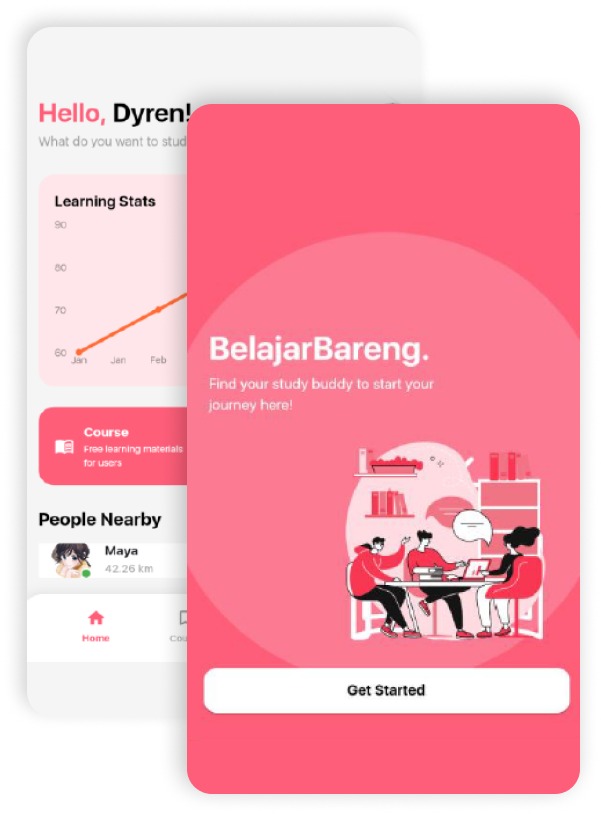 Hello, Dyren!
What do you want to stud
Learning Stats
90
80
70
60
Jan Jan Feb
Course
Free learning materials
for users
People Nearby
Maya
42.26 km
Home Cou
BelajarBareng.
Find your study buddy to start your
journey here!
Get Started